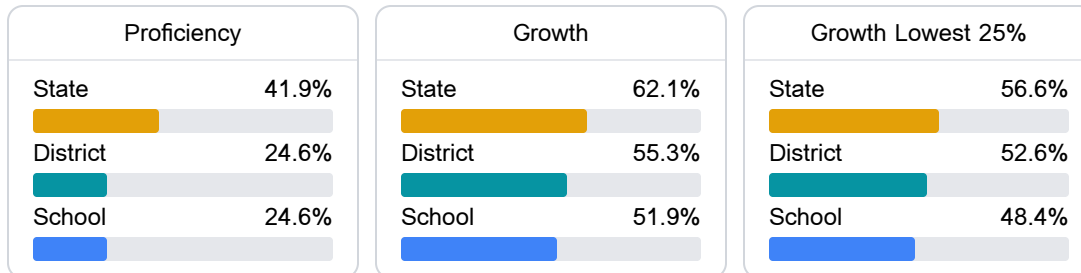 Proficiency
State 41.9%
District 24.6%
School 24.6%
Growth
State 62.1%
District 55.3%
School 51.9%
Growth Lowest 25%
State 56.6%
District 52.6%
School 48.4%